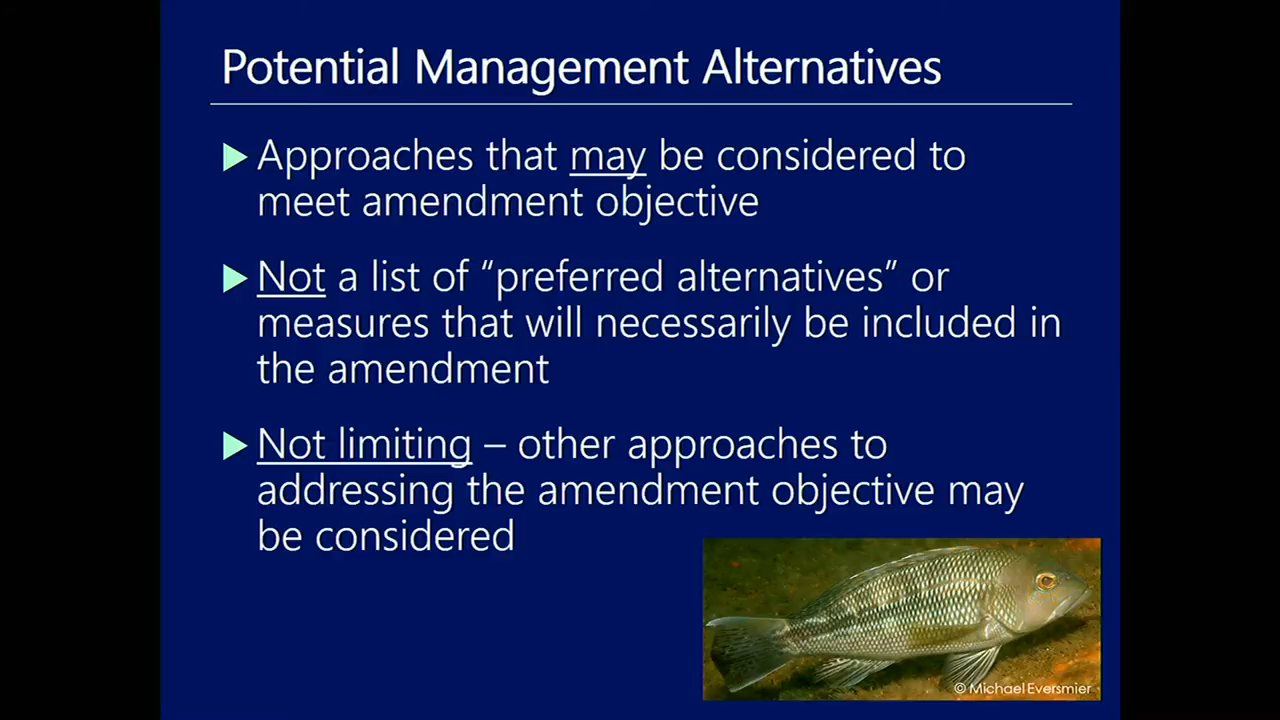 Potential Management Alternatives
Approaches that may be considered to
meet amendment objective
Not a list of “preferred alternatives” or
measures that will necessarily be included in
the amendment
Not limiting – other approaches to
addressing the amendment objective may
be considered
© Michael Eversmier